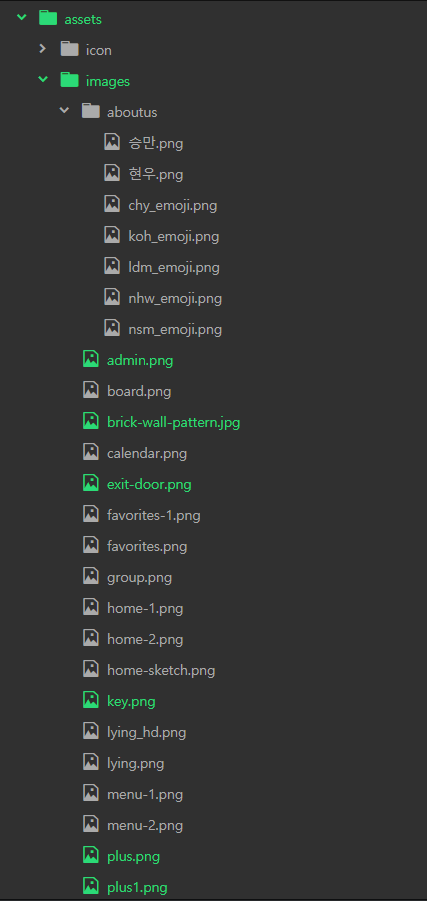 assets
icon
images
aboutus
승만.png
현우.png
chy_emoji.png
koh_emoji.png
ldm_emoji.png
nhw_emoji.png
nsm_emoji.png
admin.png
board.png
brick-wall-pattern.jpg
calendar.png
exit-door.png
favorites-1.png
favorites.png
group.png
home-1.png
home-2.png
home-sketch.png
key.png
lying_hd.png
lying.png
menu-1.png
menu-2.png
plus.png
plus1.png